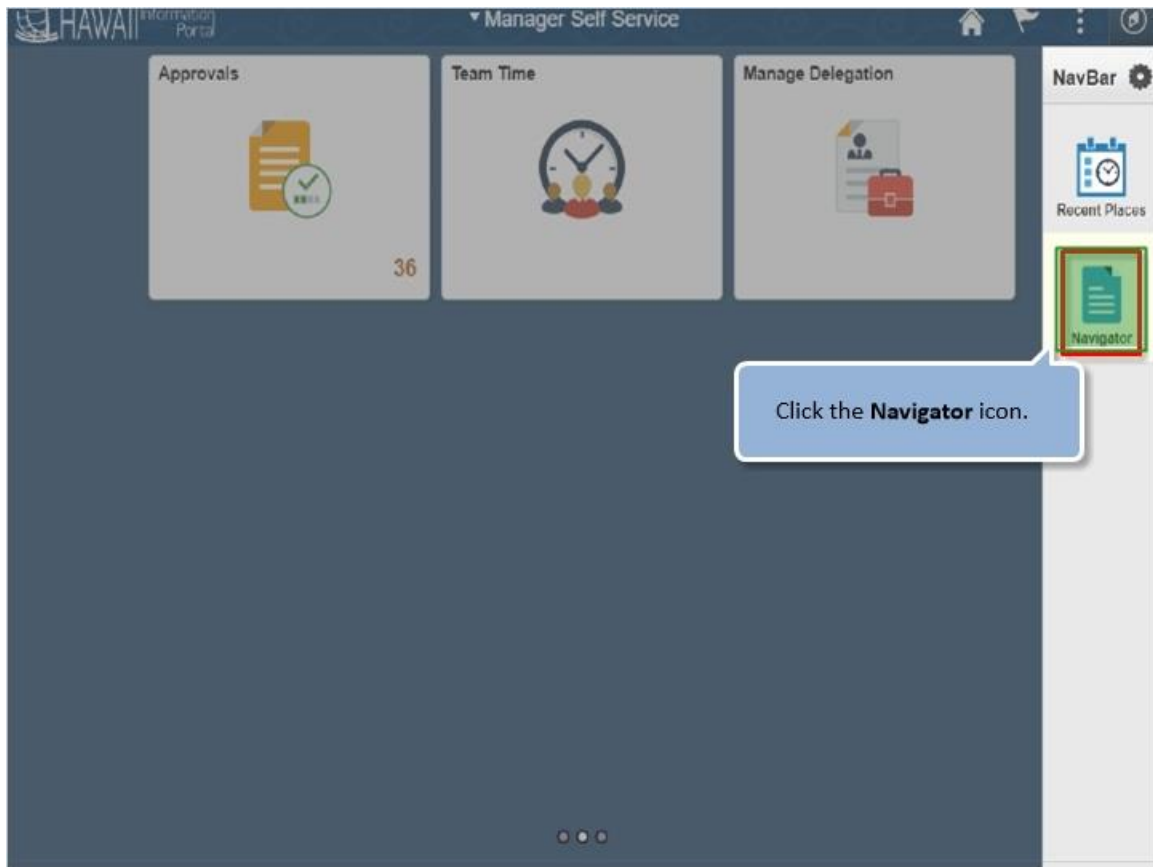 HAWAII Information
Portal
Manager Self Service
Approvals
Team Time
Manage Delegation
NavBar
36
Recent Places
Navigator
Click the Navigator icon.